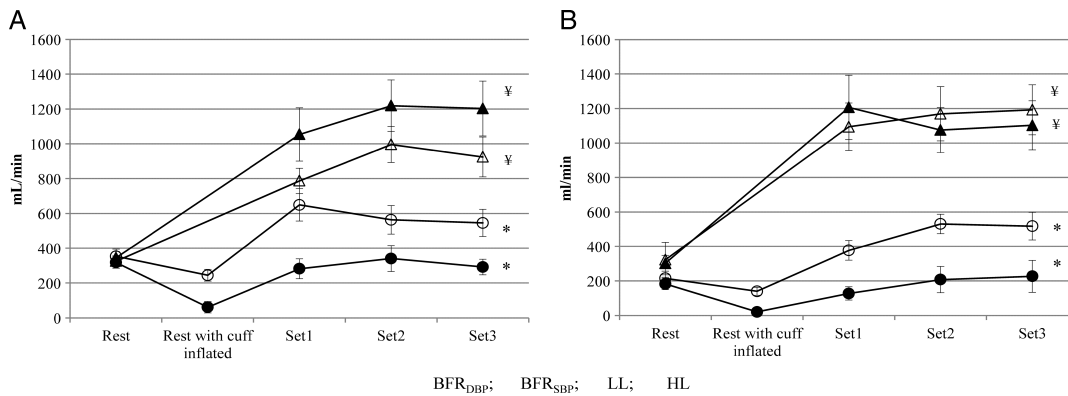 A
B
1600
1400
1200
1000
800
600
400
200
0
mL/min
¥
¥
*
*
Rest
Rest with cuff
inflated
Set1
Set2
Set3
1600
1400
1200
1000
800
600
400
200
0
ml/min
¥
¥
*
*
Rest
Rest with cuff
inflated
Set1
Set2
Set3
BFRDBP; BFRSBP; LL; HL